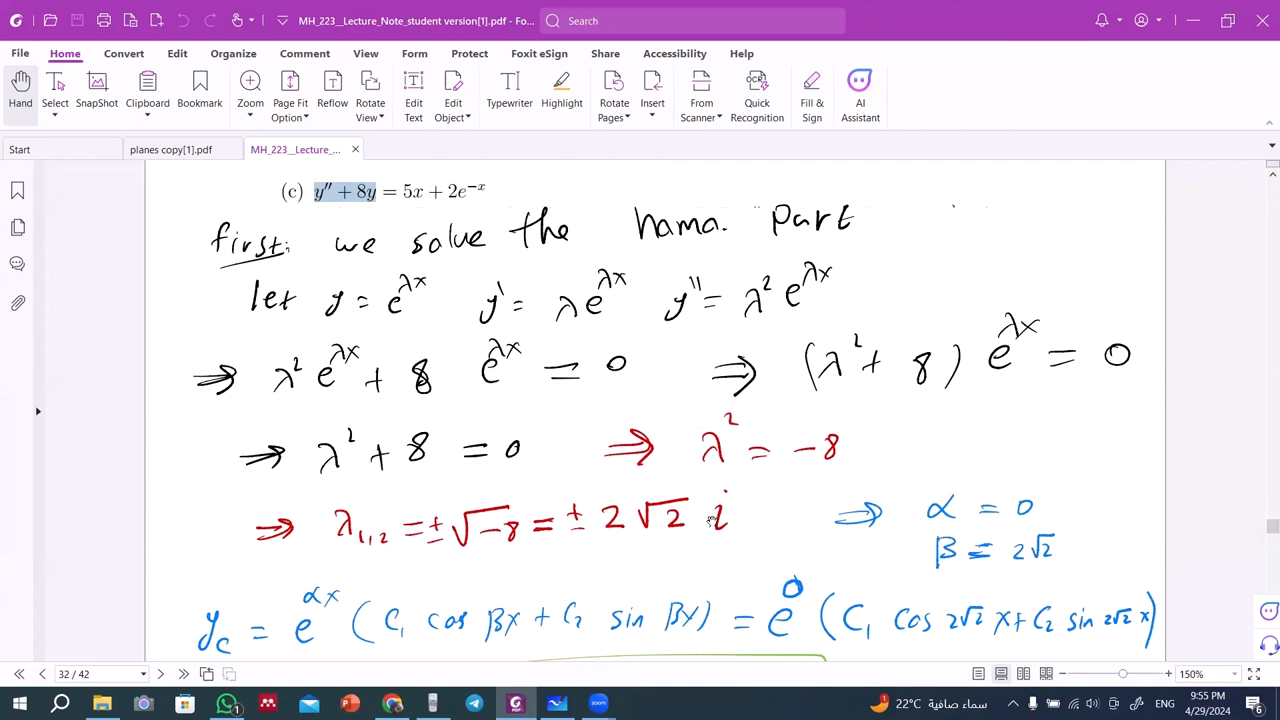 MH_223__Lecture_Note_student version[1].pdf - Fo...
Search
File Home Convert Edit Organize Comment View Form Protect Foxit eSign Share Accessibility Help
Hand Select SnapShot Clipboard Bookmark Zoom Page Fit Option Reflow Rotate View Edit Text Edit Object Typewriter Highlight Rotate Pages Insert From Scanner OCR Quick Recognition Fill & Sign AI Assistant
Start planes copy[1].pdf MH_223__Lecture_...
(c) y″ + 8y = 5x + 2e^{−x}
first: we solve the homo. Part
let y = e^{λx} y' = λe^{λx} y'' = λ² e^{λx}
⇒ λ² e^{λx} + 8 e^{λx} = 0 ⇒ (λ² + 8) e^{λx} = 0
⇒ λ² + 8 = 0 ⇒ λ² = −8
⇒ λ₁,₂ = ± √−8 = ± 2 √2 i ⇒ α = 0
β = 2√2
y_c = e^{αx} (C₁ cos βx + C₂ sin βx) = e^0 (C₁ cos 2√2 x + C₂ sin 2√2 x)
32 / 42 150%
22°C سماء صافية 9:55 PM
4/29/2024